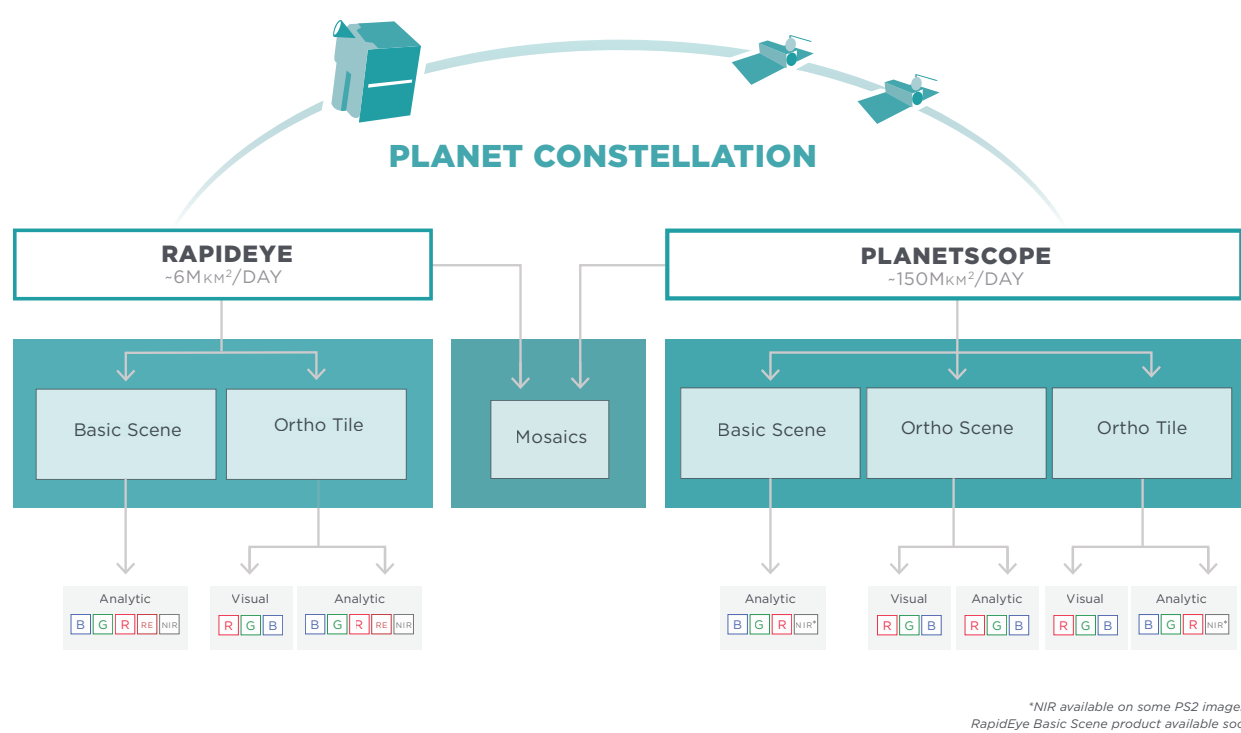 PLANET CONSTELLATION
RAPIDEYE
~6MKM²/DAY
PLANETSCOPE
~150MKM²/DAY
Basic Scene
Ortho Tile
Mosaics
Basic Scene
Ortho Scene
Ortho Tile
Analytic
B G R RE NIR
Visual
R G B
Analytic
B G R RE NIR
Analytic
B G R NIR*
Visual
R G B
Analytic
R G B
Visual
R G B
Analytic
B G R NIR*
*NIR available on some PS2 image
RapidEye Basic Scene product available